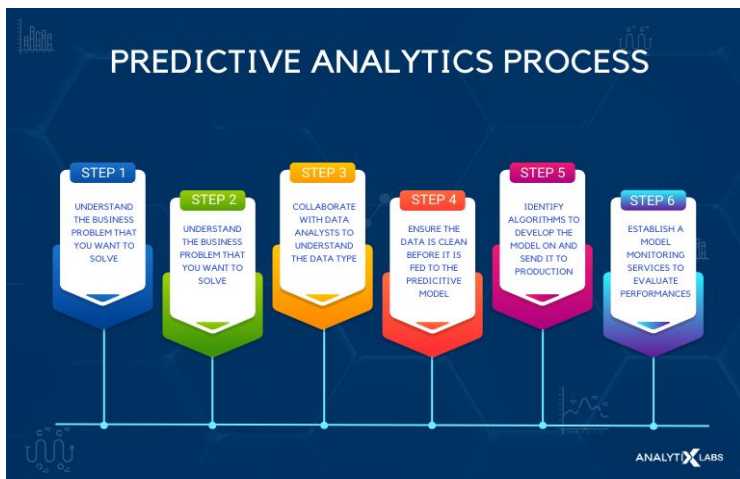 PREDICTIVE ANALYTICS PROCESS
STEP 1
UNDERSTAND
THE BUSINESS
PROBLEM THAT
YOU WANT TO
SOLVE
STEP 2
UNDERSTAND
THE BUSINESS
PROBLEM THAT
YOU WANT TO
SOLVE
STEP 3
COLLABORATE
WITH DATA
ANALYSTS TO
UNDERSTAND
THE DATA TYPE
STEP 4
ENSURE THE
DATA IS CLEAN
BEFORE IT IS
FED TO THE
PREDICITIVE
MODEL
STEP 5
IDENTIFY
ALGORITHMS TO
DEVELOP THE
MODEL ON AND
SEND IT TO
PRODUCTION
STEP 6
ESTABLISH A
MODEL
MONITORING
SERVICES TO
EVALUATE
PERFORMANCES
ANALYTIX LABS